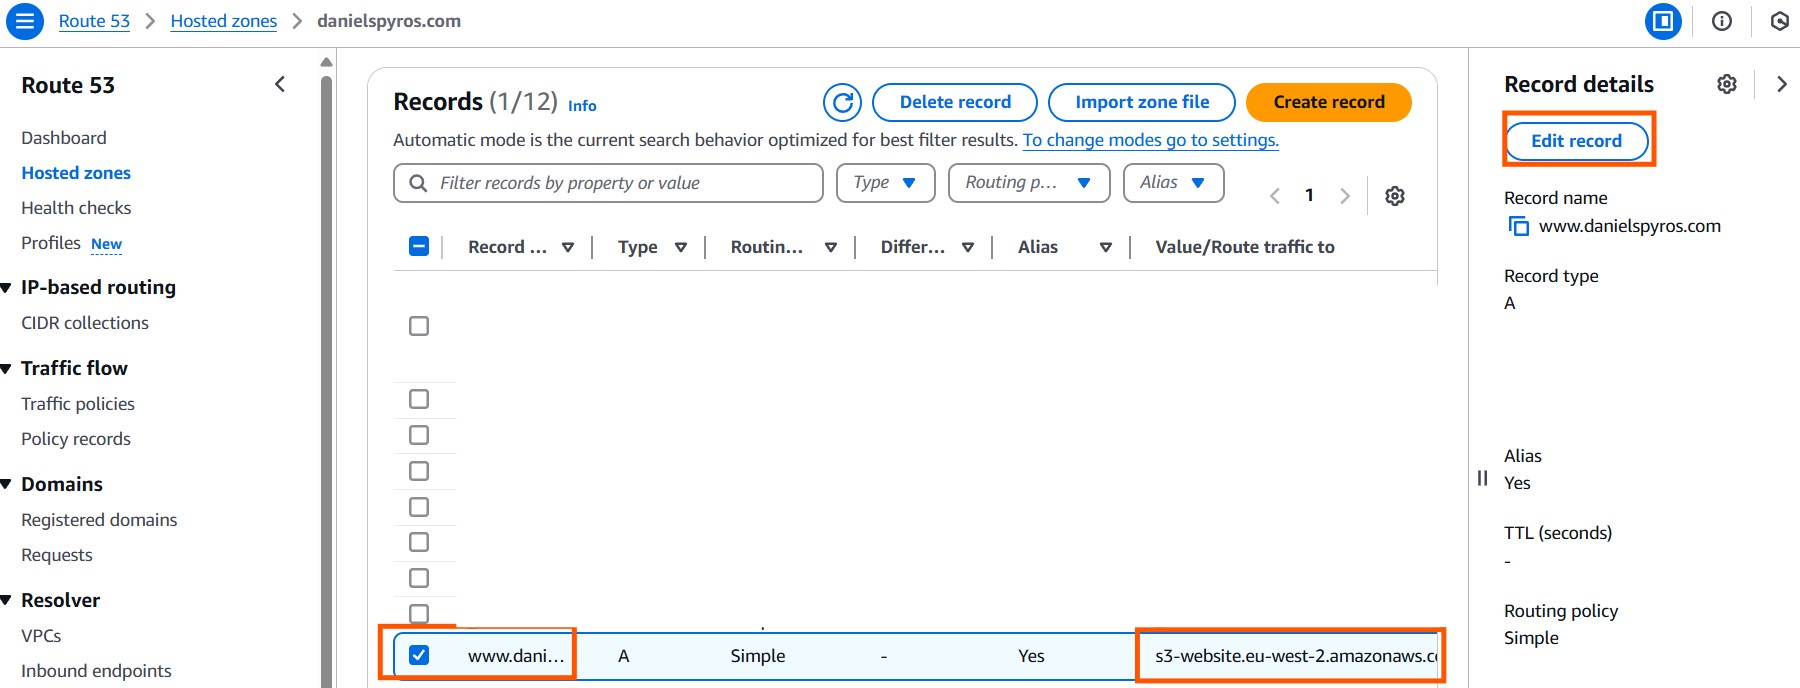 Route 53 > Hosted zones > danielspyros.com
Route 53
Dashboard
Hosted zones
Health checks
Profiles New
IP-based routing
CIDR collections
Traffic flow
Traffic policies
Policy records
Domains
Registered domains
Requests
Resolver
VPCs
Inbound endpoints
Records (1/12) Info
Delete record
Import zone file
Create record
Automatic mode is the current search behavior optimized for best filter results. To change modes go to settings.
Filter records by property or value
Type
Routing p...
Alias
1
Record ... Type Routin... Differ... Alias Value/Route traffic to
www.dani... A Simple - Yes s3-website.eu-west-2.amazonaws.c
Record details
Edit record
Record name
www.danielspyros.com
Record type
A
Alias
Yes
TTL (seconds)
-
Routing policy
Simple